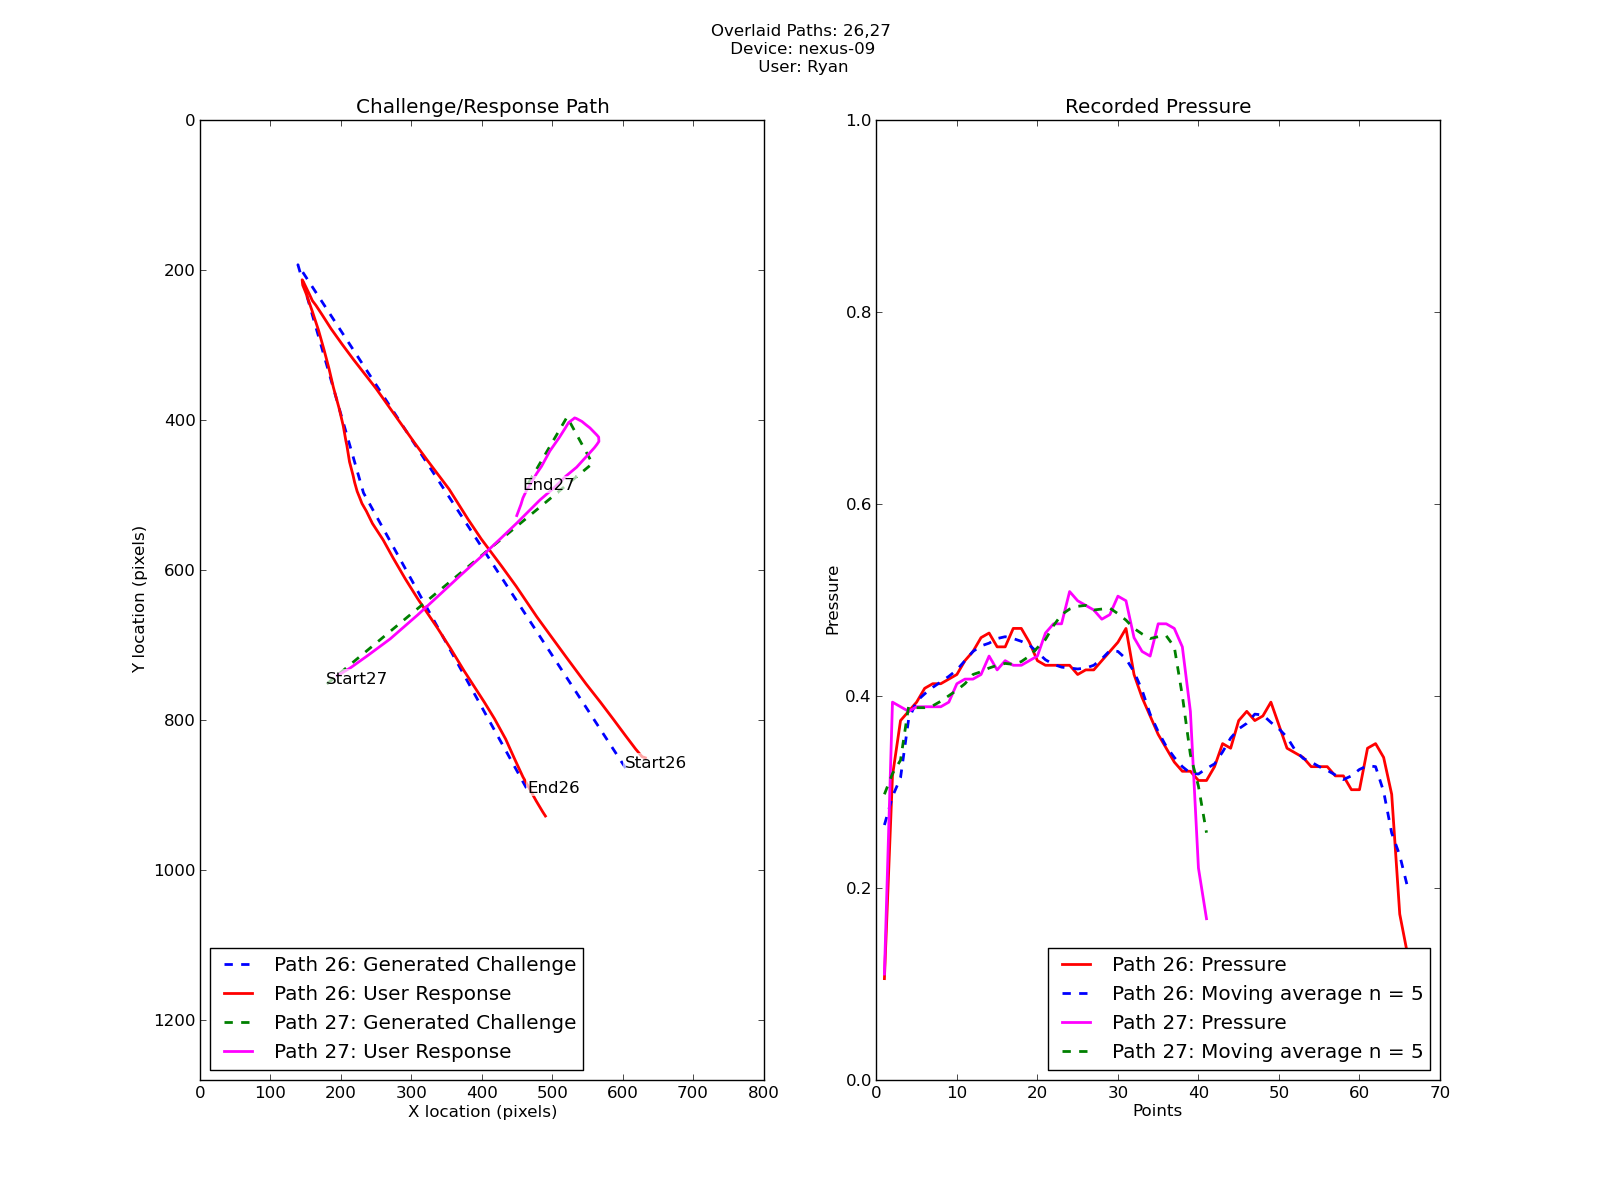 Overlaid Paths: 26,27
Device: nexus-09
User: Ryan
Challenge/Response Path
0
200
400
600
800
1000
1200
Y location (pixels)
End27
Start27
Start26
End26
Path 26: Generated Challenge
Path 26: User Response
Path 27: Generated Challenge
Path 27: User Response
0 100 200 300 400 500 600 700 800
X location (pixels)
Recorded Pressure
1.0
0.8
0.6
0.4
0.2
0.0
Pressure
Path 26: Pressure
Path 26: Moving average n = 5
Path 27: Pressure
Path 27: Moving average n = 5
0 10 20 30 40 50 60 70
Points